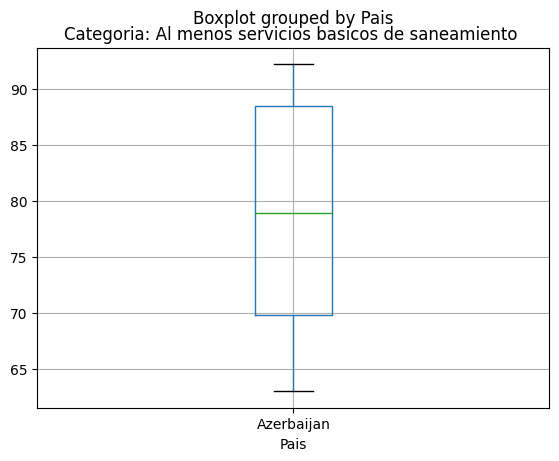 Boxplot grouped by Pais
Categoria: Al menos servicios basicos de saneamiento
90
85
80
75
70
65
Azerbaijan
Pais